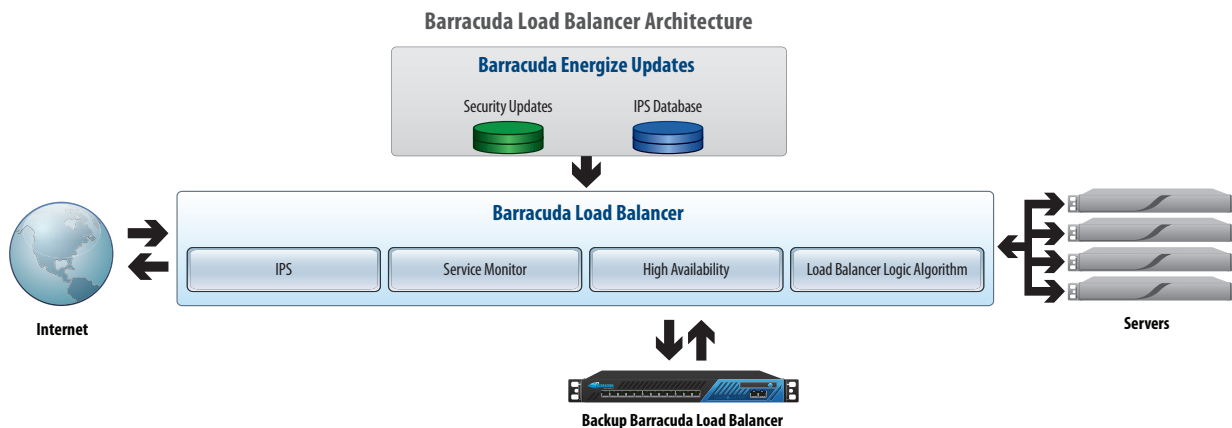 Barracuda Load Balancer Architecture
Barracuda Energize Updates
Security Updates
IPS Database
Barracuda Load Balancer
IPS
Service Monitor
High Availability
Load Balancer Logic Algorithm
Internet
Servers
Backup Barracuda Load Balancer